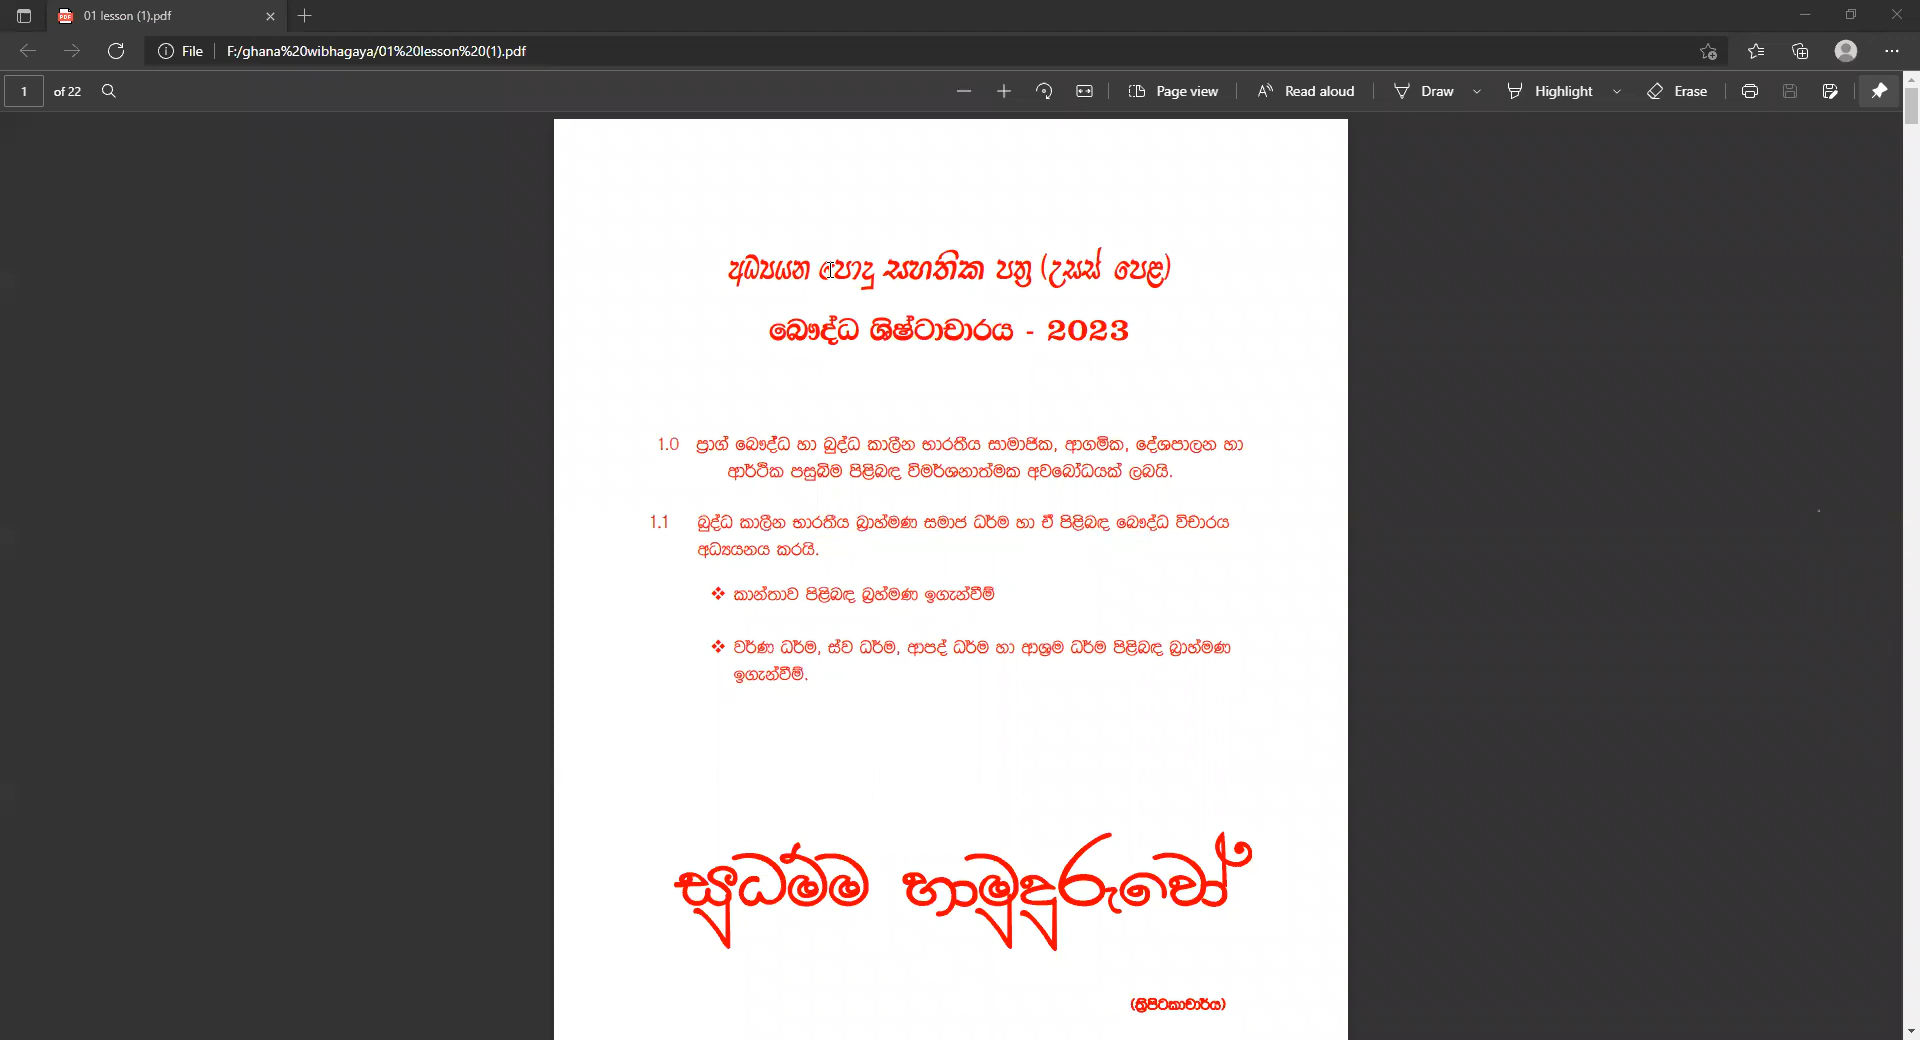 01 lesson (1).pdf
File F:/ghana%20wibhagaya/01%20lesson%20(1).pdf
1 of 22 Page view Read aloud Draw Highlight Erase
අධ්‍යයන පොදු සහතික පත්‍ර (උසස් පෙළ)
බෞද්ධ ශිෂ්ටාචාරය - 2023
1.0 ප්‍රාග් බෞද්ධ හා බුද්ධ කාලීන භාරතීය සාමාජික, ආගමික, දේශපාලන හා
ආර්ථික පසුබිම පිළිබඳ විමර්ශනාත්මක අවබෝධයක් ලබයි.
1.1 බුද්ධ කාලීන භාරතීය බ්‍රාහ්මණ සමාජ ධර්ම හා ඒ පිළිබඳ බෞද්ධ විචාරය
අධ්‍යයනය කරයි.
❖ කාන්තාව පිළිබඳ බ්‍රහ්මණ ඉගැන්වීම්
❖ වර්ණ ධර්ම, ස්ව ධර්ම, ආපද් ධර්ම හා ආශ්‍රම ධර්ම පිළිබඳ බ්‍රාහ්මණ
ඉගැන්වීම්.
සුධම්ම හාමුදුරුවෝ
(ත්‍රිපිටකාචාර්ය)